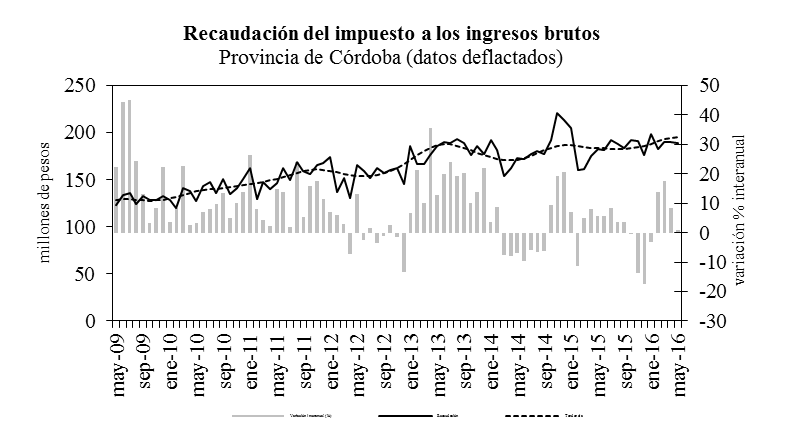 Recaudación del impuesto a los ingresos brutos
Provincia de Córdoba (datos deflactados)
250
200
150
100
50
0
millones de pesos
50
40
30
20
10
0
-10
-20
-30
variación % interanual
may-09
sep-09
ene-10
may-10
sep-10
ene-11
may-11
sep-11
ene-12
may-12
sep-12
ene-13
may-13
sep-13
ene-14
may-14
sep-14
ene-15
may-15
sep-15
ene-16
may-16
Recaudación
Tendencia